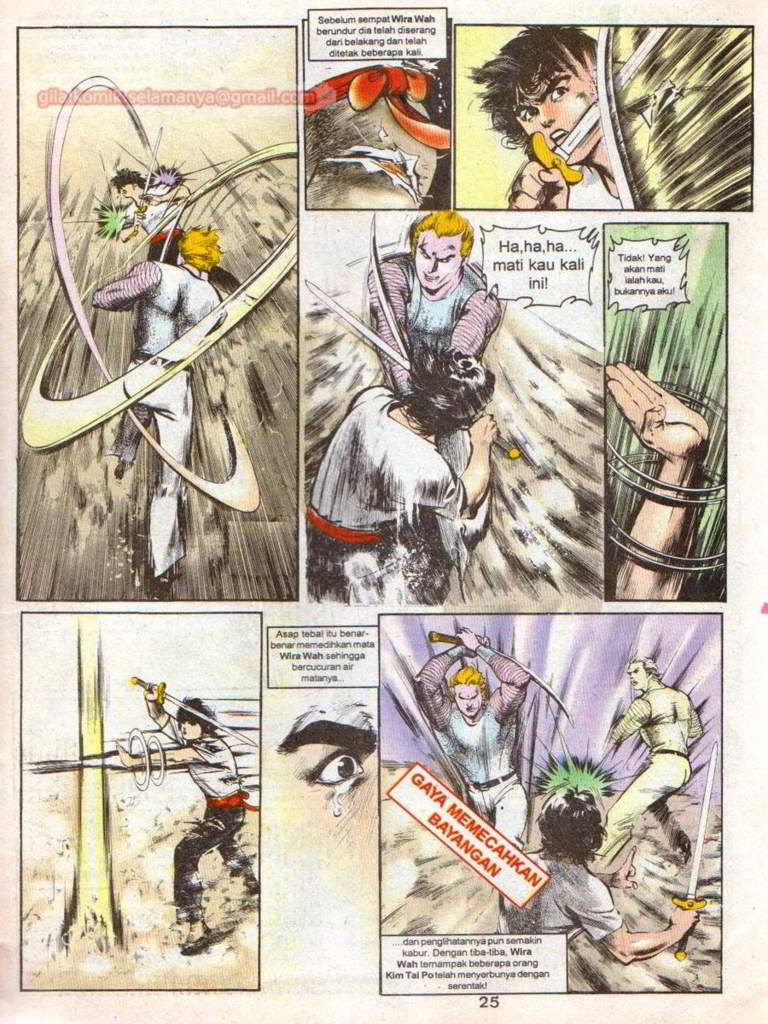 Sebelum sempat Wira Wah
berundur dia telah diserang
dari belakang dan telah
ditetak beberapa kali.
gilakomikselamanya@gmail.com
Ha,ha,ha...
mati kau kali
ini!
Tidak! Yang
akan mati
ialah kau,
bukannya aku!
Asap tebal itu benar-
benar memedihkan mata
Wira Wah sehingga
bercucuran air
matanya...
GAYA MEMECAHKAN
BAYANGAN
....dan penglihatannya pun semakin
kabur. Dengan tiba-tiba, Wira
Wah ternampak beberapa orang
Kim Tai Po telah menyerbunya dengan
serentak!
25